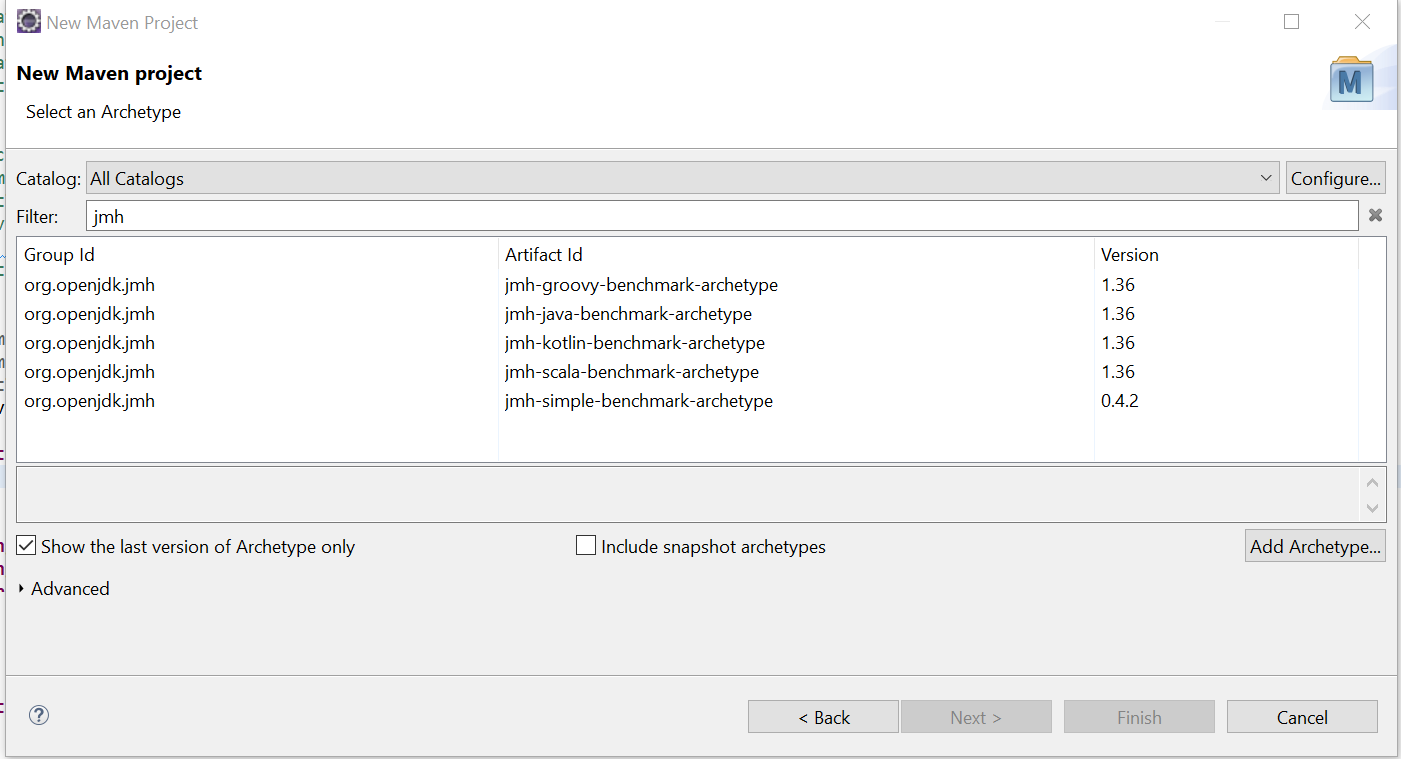 New Maven Project
New Maven project
Select an Archetype
M
Catalog: All Catalogs Configure...
Filter: jmh
Group Id Artifact Id Version
org.openjdk.jmh jmh-groovy-benchmark-archetype 1.36
org.openjdk.jmh jmh-java-benchmark-archetype 1.36
org.openjdk.jmh jmh-kotlin-benchmark-archetype 1.36
org.openjdk.jmh jmh-scala-benchmark-archetype 1.36
org.openjdk.jmh jmh-simple-benchmark-archetype 0.4.2
Show the last version of Archetype only Include snapshot archetypes Add Archetype...
Advanced
? < Back Next > Finish Cancel